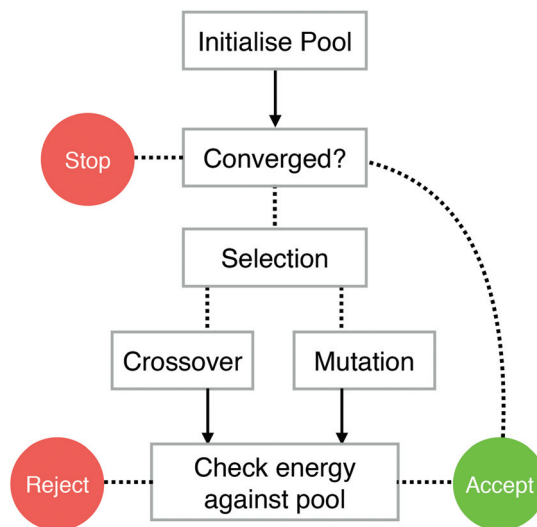 Initialise Pool
Stop
Converged?
Selection
Crossover
Mutation
Reject
Check energy
against pool
Accept